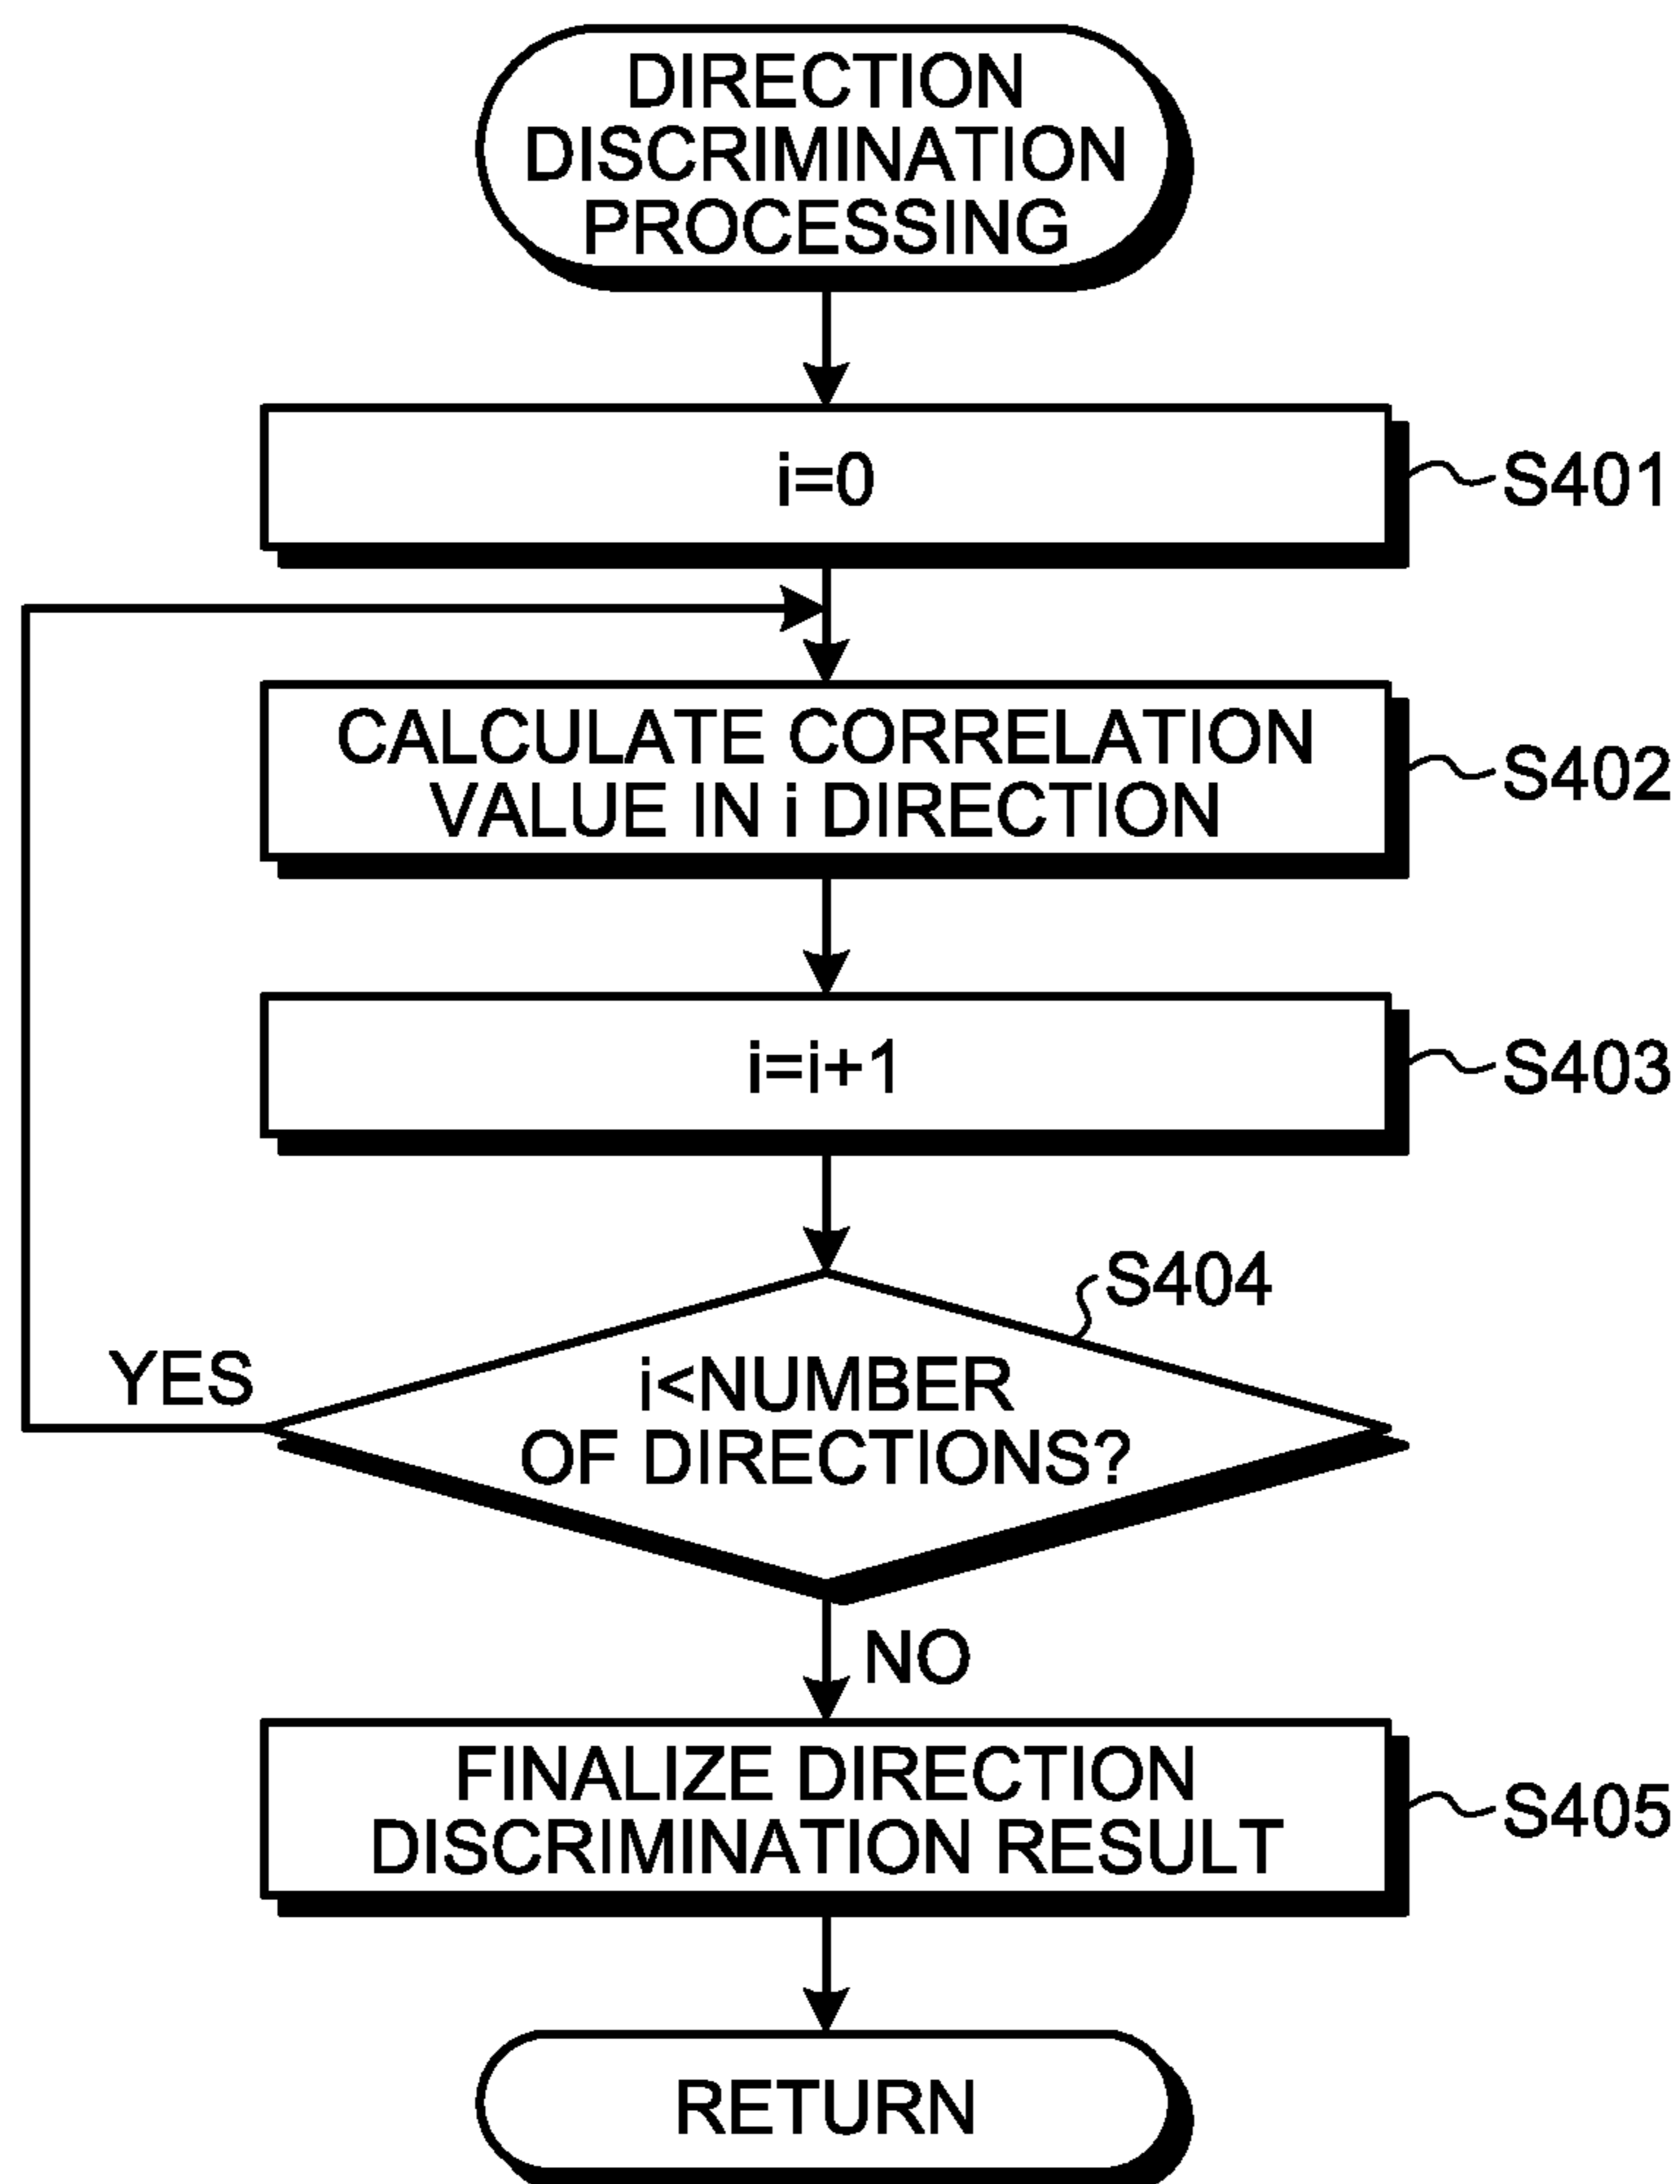 DIRECTION
DISCRIMINATION
PROCESSING
i=0
S401
CALCULATE CORRELATION
VALUE IN i DIRECTION
S402
i=i+1
S403
S404
i<NUMBER
OF DIRECTIONS?
YES
NO
FINALIZE DIRECTION
DISCRIMINATION RESULT
S405
RETURN